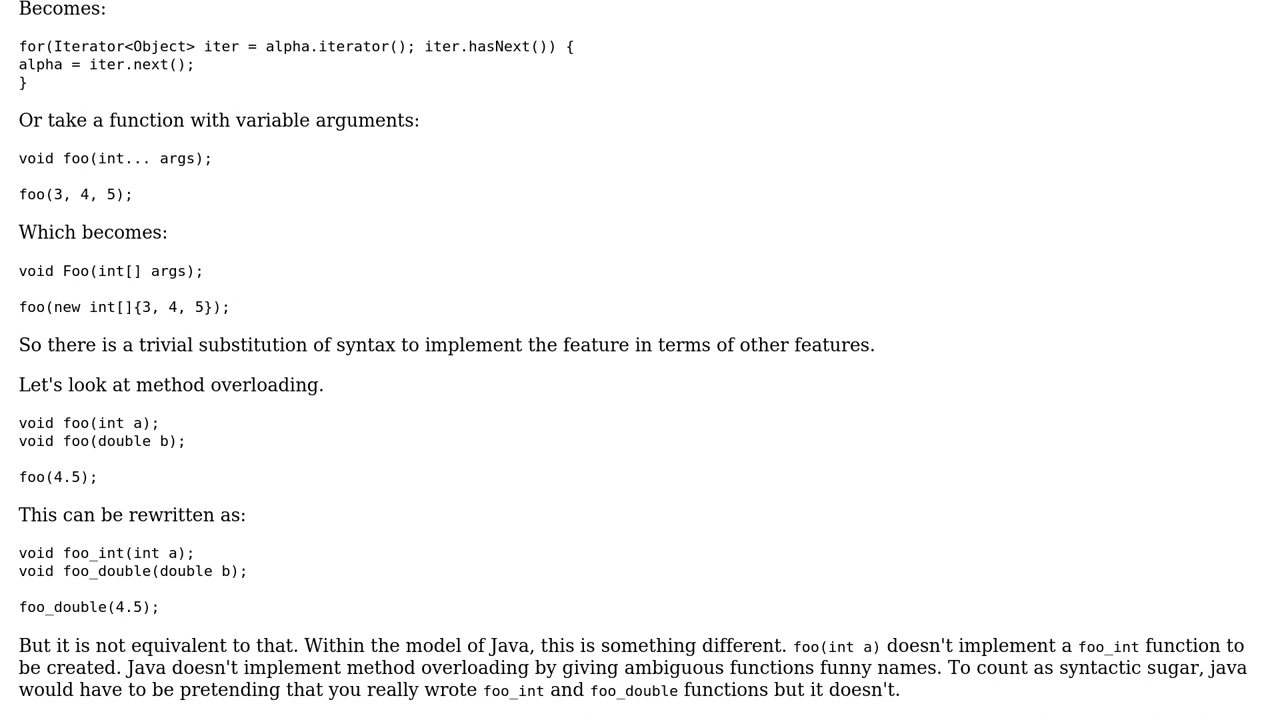 Becomes:
for(Iterator<Object> iter = alpha.iterator(); iter.hasNext()) {
alpha = iter.next();
}
Or take a function with variable arguments:
void foo(int... args);
foo(3, 4, 5);
Which becomes:
void Foo(int[] args);
foo(new int[]{3, 4, 5});
So there is a trivial substitution of syntax to implement the feature in terms of other features.
Let's look at method overloading.
void foo(int a);
void foo(double b);
foo(4.5);
This can be rewritten as:
void foo_int(int a);
void foo_double(double b);
foo_double(4.5);
But it is not equivalent to that. Within the model of Java, this is something different. foo(int a) doesn't implement a foo_int function to
be created. Java doesn't implement method overloading by giving ambiguous functions funny names. To count as syntactic sugar, java
would have to be pretending that you really wrote foo_int and foo_double functions but it doesn't.